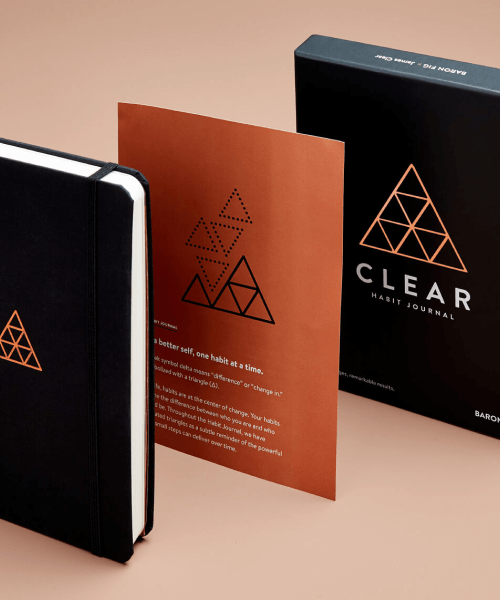 BARON FIG × James Clear
CLEAR
HABIT JOURNAL
remarkable results.
BARON
IT JOURNAL
a better self, one habit at a time.
ek symbol delta means "difference" or "change in."
bolized with a triangle (Δ).
fe, habits are at the center of change. Your habits
e the difference between who you are and who
d be. Throughout the Habit Journal, we have
ated triangles as a subtle reminder of the powerful
small steps can deliver over time.